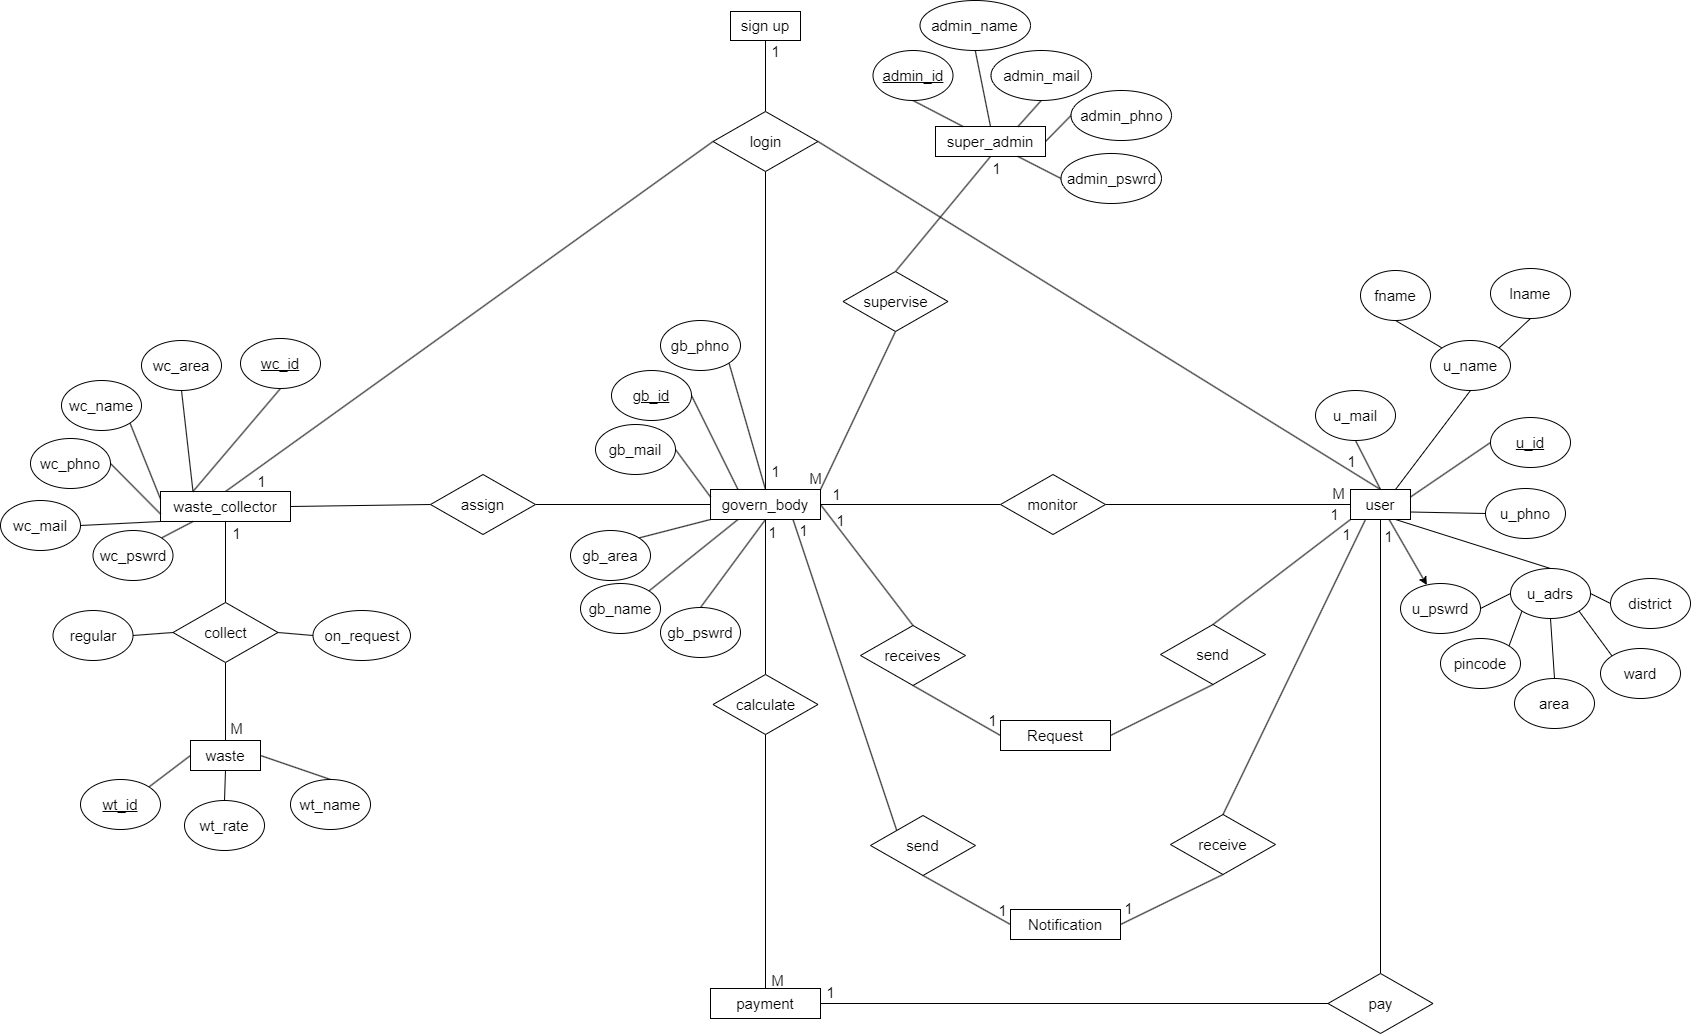 sign up
1
admin_name
admin_id
admin_mail
admin_phno
login
super_admin
1
admin_pswrd
fname
lname
supervise
gb_phno
wc_area
wc_id
u_name
gb_id
wc_name
u_mail
gb_mail
u_id
wc_phno
1
1
1
M
waste_collector
1
assign
govern_body
1
monitor
M
user
wc_mail
1
1
u_phno
1
1
1
1
1
wc_pswrd
gb_area
gb_name
u_pswrd
u_adrs
district
regular
collect
on_request
gb_pswrd
receives
send
pincode
ward
calculate
area
M
1
Request
waste
wt_id
wt_rate
wt_name
send
receive
1
1
Notification
M
1
payment
pay